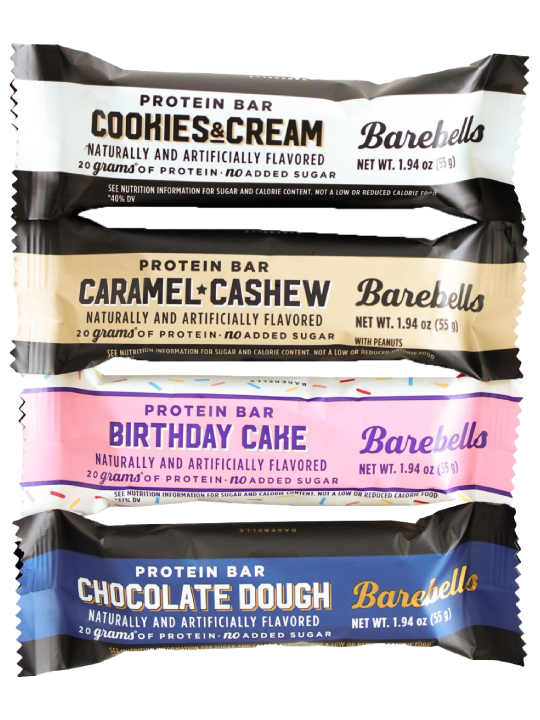 PROTEIN BAR
COOKIES&CREAM
NATURALLY AND ARTIFICIALLY FLAVORED
20 grams* OF PROTEIN · no ADDED SUGAR
SEE NUTRITION INFORMATION FOR SUGAR AND CALORIE CONTENT. NOT A LOW OR REDUCED CALORIE FOOD
*40% DV
Barebells
NET WT. 1.94 oz (55 g)
PROTEIN BAR
CARAMEL★CASHEW
NATURALLY AND ARTIFICIALLY FLAVORED
20 grams* OF PROTEIN · no ADDED SUGAR
SEE NUTRITION INFORMATION FOR SUGAR AND CALORIE CONTENT. NOT A LOW OR REDUCED CALORIE FOOD
Barebells
NET WT. 1.94 oz (55 g)
WITH PEANUTS
BAREBELLS
PROTEIN BAR
BIRTHDAY CAKE
NATURALLY AND ARTIFICIALLY FLAVORED
20 grams* OF PROTEIN · no ADDED SUGAR
SEE NUTRITION INFORMATION FOR SUGAR AND CALORIE CONTENT. NOT A LOW OR REDUCED CALORIE FOOD
Barebells
NET WT. 1.94 oz (55 g)
BAREBELLS
PROTEIN BAR
CHOCOLATE DOUGH
NATURALLY AND ARTIFICIALLY FLAVORED
20 grams* OF PROTEIN · no ADDED SUGAR
Barebells
NET WT. 1.94 oz (55 g)